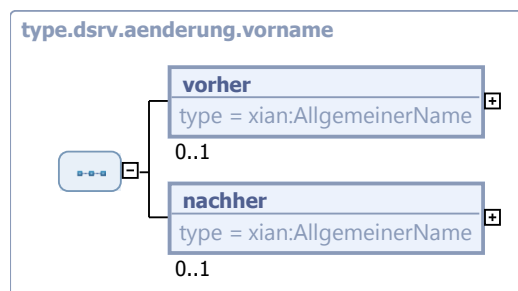 type.dsrv.aenderung.vorname
vorher
type = xian:AllgemeinerName
0..1
nachher
type = xian:AllgemeinerName
0..1